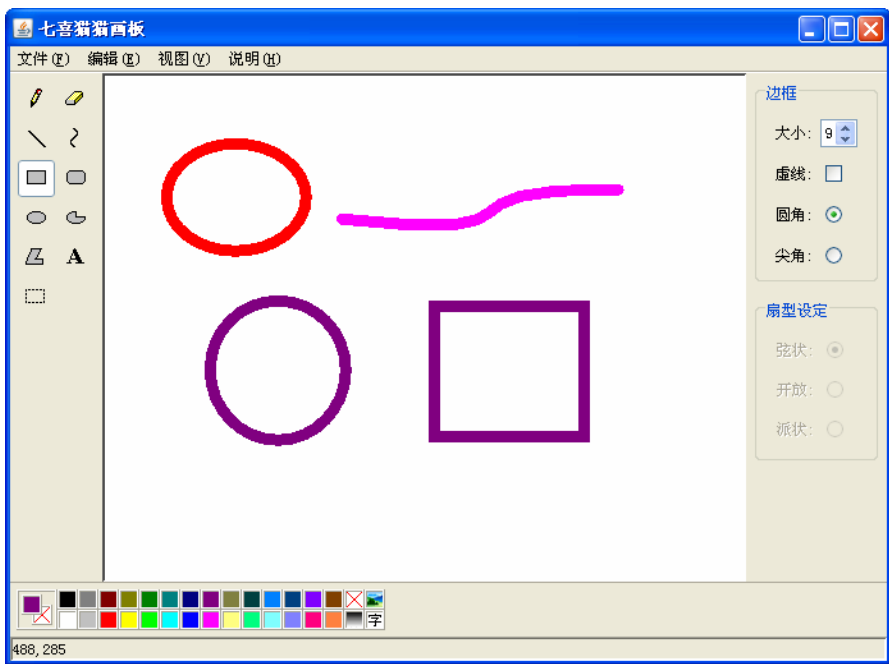 七喜猫猫画板
文件(F) 编辑(E) 视图(V) 说明(H)
边框
大小: 9
虚线:
圆角:
尖角:
A
扇型设定
弦状:
开放:
派状:
字
488, 285